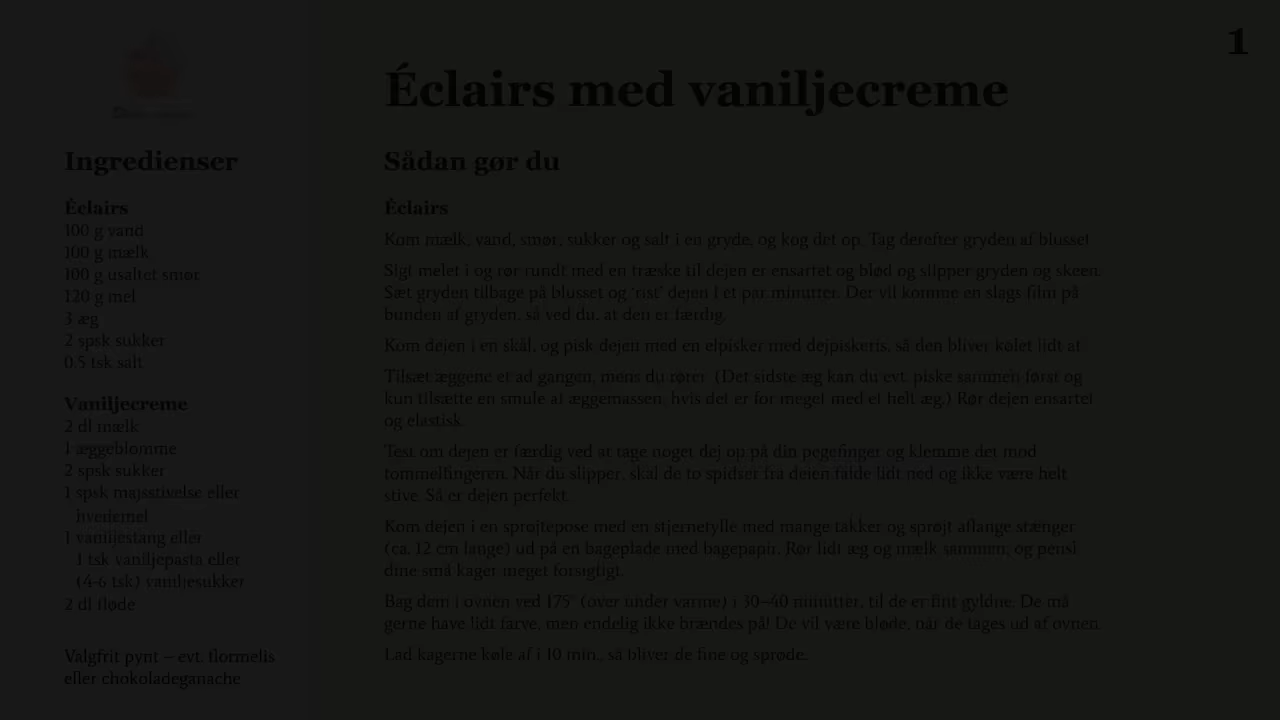 1
Éclairs med vaniljecreme
Ingredienser
Éclairs
100 g vand
100 g mælk
100 g usaltet smør
120 g mel
3 æg
2 spsk sukker
0.5 tsk salt
Vaniljecreme
2 dl mælk
1 æggeblomme
2 spsk sukker
1 spsk majsstivelse eller
hvedemel
1 vaniljestang eller
1 tsk vaniljepasta eller
(4-6 tsk) vaniljesukker
2 dl fløde
Valgfrit pynt – evt. flormelis
eller chokoladeganache
Sådan gør du
Éclairs
Kom mælk, vand, smør, sukker og salt i en gryde, og kog det op. Tag derefter gryden af blusset.
Sigt melet i og rør rundt med en træske til dejen er ensartet og blød og slipper gryden og skeen.
Sæt gryden tilbage på blusset og 'rist' dejen i et par minutter. Der vil komme en slags film på
bunden af gryden, så ved du, at den er færdig.
Kom dejen i en skål, og pisk dejen med en elpisker med dejpiskeris, så den bliver kølet lidt af.
Tilsæt æggene et ad gangen, mens du rører. (Det sidste æg kan du evt. piske sammen først og
kun tilsætte en smule af æggemassen, hvis det er for meget med et helt æg.) Rør dejen ensartet
og elastisk.
Test om dejen er færdig ved at tage noget dej op på din pegefinger og klemme det mod
tommelfingeren. Når du slipper, skal de to spidser fra dejen falde lidt ned og ikke være helt
stive. Så er dejen perfekt.
Kom dejen i en sprøjtepose med en stjernetylle med mange takker og sprøjt aflange stænger
(ca. 12 cm lange) ud på en bageplade med bagepapir. Rør lidt æg og mælk sammen, og pensl
dine små kager meget forsigtigt.
Bag dem i ovnen ved 175° (over under varme) i 30–40 minutter, til de er fint gyldne. De må
gerne have lidt farve, men endelig ikke brændes på! De vil være bløde, når de tages ud af ovnen.
Lad kagerne køle af i 10 min., så bliver de fine og sprøde.